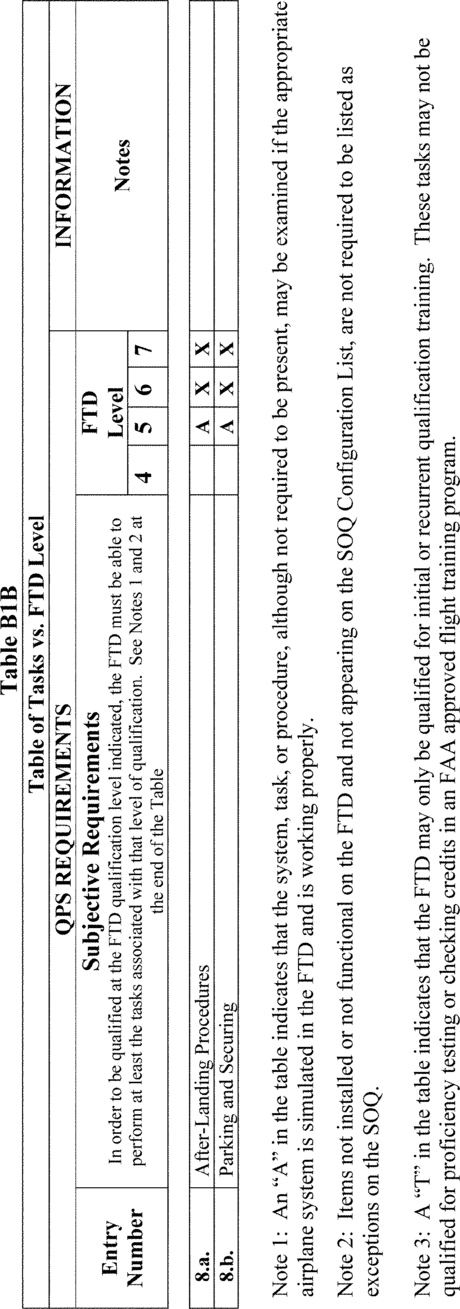 Table B1B
Table of Tasks vs. FTD Level
QPS REQUIREMENTS
INFORMATION
Entry
Number
Subjective Requirements
In order to be qualified at the FTD qualification level indicated, the FTD must be able to
perform at least the tasks associated with that level of qualification. See Notes 1 and 2 at
the end of the Table
FTD
Level
4 5 6 7
Notes
8.a. After-Landing Procedures A X X
8.b. Parking and Securing A X X
Note 1: An “A” in the table indicates that the system, task, or procedure, although not required to be present, may be examined if the appropriate
airplane system is simulated in the FTD and is working properly.
Note 2: Items not installed or not functional on the FTD and not appearing on the SOQ Configuration List, are not required to be listed as
exceptions on the SOQ.
Note 3: A “T” in the table indicates that the FTD may only be qualified for initial or recurrent qualification training. These tasks may not be
qualified for proficiency testing or checking credits in an FAA approved flight training program.